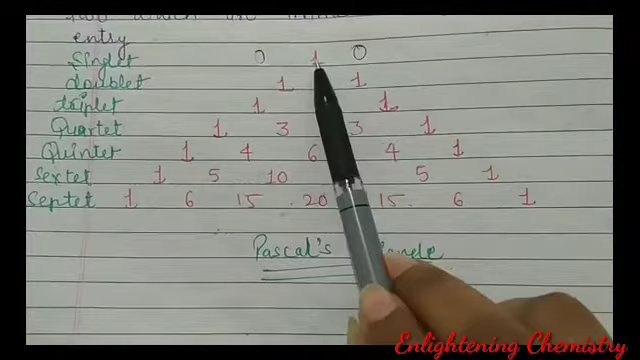 entry
Singlet 0 1 0
doublet 1 1
triplet 1 1
Quartet 1 3 3 1
Quintet 1 4 6 4 1
Sextet 1 5 10 5 1
Septet 1 6 15 20 15 6 1
Pascal's
Enlightening Chemistry